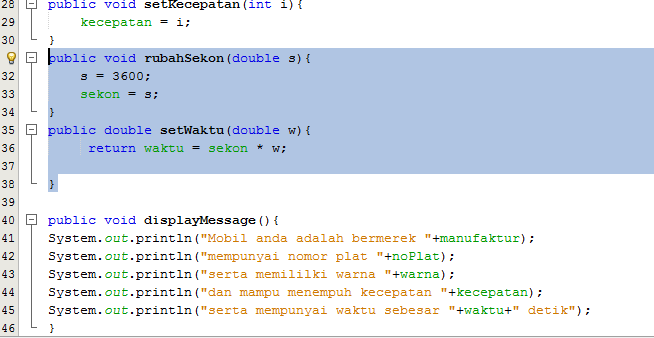 28 public void setKecepatan(int i){
29 kecepatan = i;
30 }
public void rubahSekon(double s){
32 s = 3600;
33 sekon = s;
34 }
35 public double setWaktu(double w){
36 return waktu = sekon * w;
37
38 }
39
40 public void displayMessage(){
41 System.out.println("Mobil anda adalah bermerek "+manufaktur);
42 System.out.println("mempunyai nomor plat "+noPlat);
43 System.out.println("serta memililki warna "+warna);
44 System.out.println("dan mampu menempuh kecepatan "+kecepatan);
45 System.out.println("serta mempunyai waktu sebesar "+waktu+" detik");
46 }